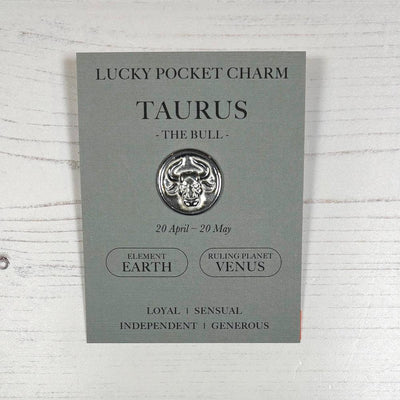 LUCKY POCKET CHARM
TAURUS
- THE BULL -
20 April – 20 May
ELEMENT
EARTH
RULING PLANET
VENUS
LOYAL | SENSUAL
INDEPENDENT | GENEROUS